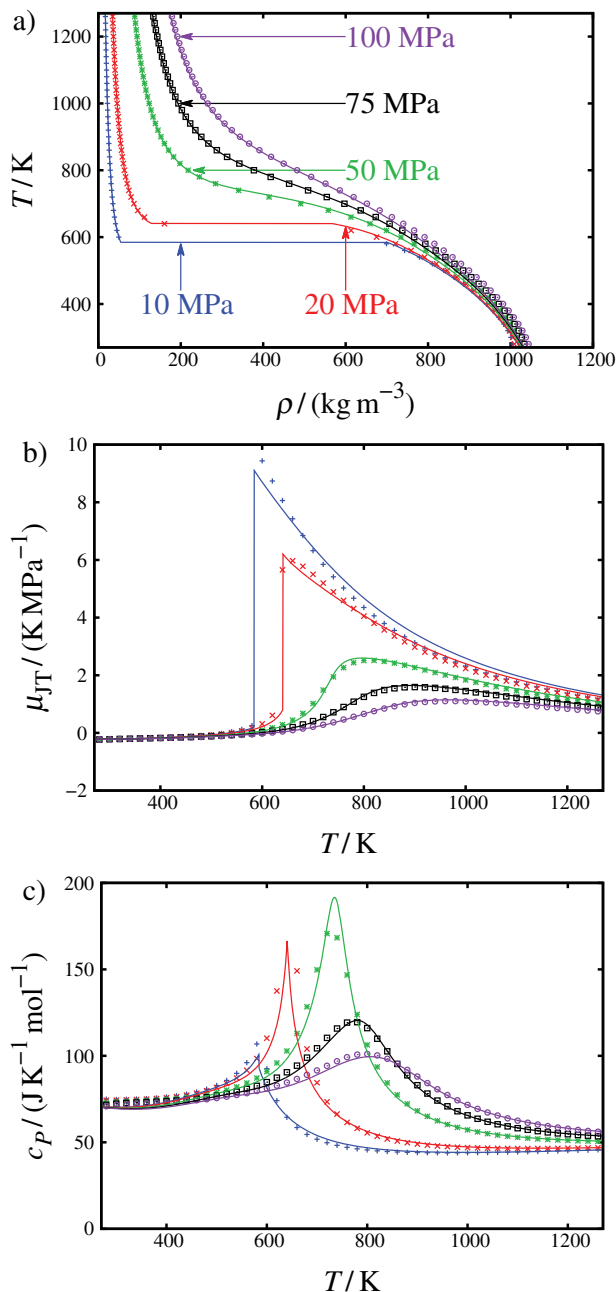 a)
1200
1000
800
600
400
T / K
100 MPa
75 MPa
50 MPa
10 MPa
20 MPa
0 200 400 600 800 1000 1200
ρ / (kg m⁻³)
b)
10
8
6
4
2
0
−2
μJT / (K MPa⁻¹)
400 600 800 1000 1200
T / K
c)
200
150
100
50
0
cP / (J K⁻¹ mol⁻¹)
400 600 800 1000 1200
T / K